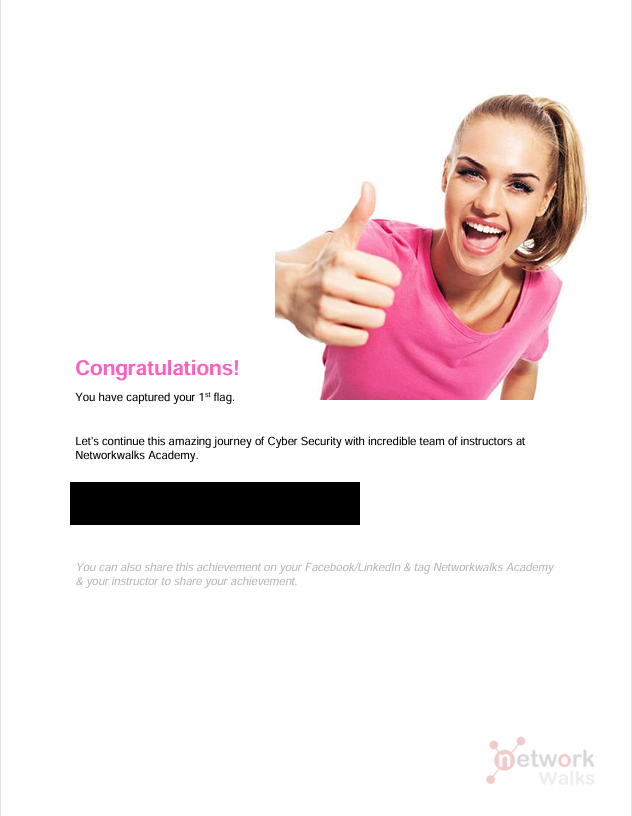 Congratulations!
You have captured your 1st flag.
Let's continue this amazing journey of Cyber Security with incredible team of instructors at
Networkwalks Academy.
You can also share this achievement on your Facebook/LinkedIn & tag Networkwalks Academy
& your instructor to share your achievement.
network
Walks